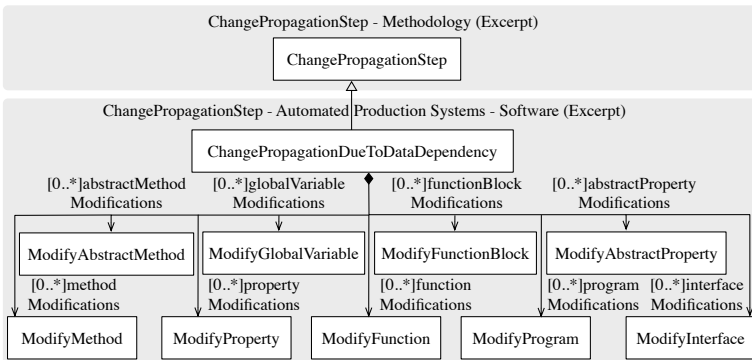 ChangePropagationStep - Methodology (Excerpt)
ChangePropagationStep
ChangePropagationStep - Automated Production Systems - Software (Excerpt)
ChangePropagationDueToDataDependency
[0..*]abstractMethod
Modifications
[0..*]globalVariable
Modifications
[0..*]functionBlock
Modifications
[0..*]abstractProperty
Modifications
ModifyAbstractMethod
ModifyGlobalVariable
ModifyFunctionBlock
ModifyAbstractProperty
[0..*]method
Modifications
[0..*]property
Modifications
[0..*]function
Modifications
[0..*]program
Modifications
[0..*]interface
Modifications
ModifyMethod
ModifyProperty
ModifyFunction
ModifyProgram
ModifyInterface